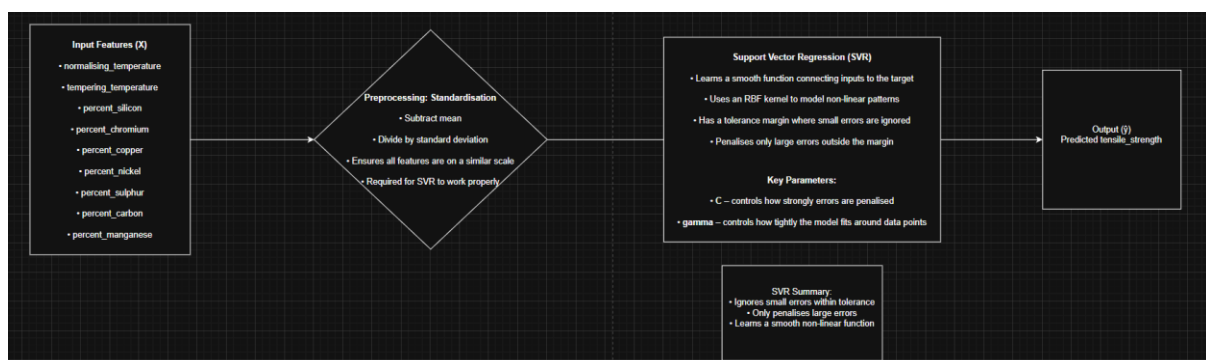 Input Features (X)
• normalising_temperature
• tempering_temperature
• percent_silicon
• percent_chromium
• percent_copper
• percent_nickel
• percent_sulphur
• percent_carbon
• percent_manganese
Preprocessing: Standardisation
• Subtract mean
• Divide by standard deviation
• Ensures all features are on a similar scale
• Required for SVR to work properly
Support Vector Regression (SVR)
• Learns a smooth function connecting inputs to the target
• Uses an RBF kernel to model non-linear patterns
• Has a tolerance margin where small errors are ignored
• Penalises only large errors outside the margin
Key Parameters:
• C – controls how strongly errors are penalised
• gamma – controls how tightly the model fits around data points
Output (ŷ)
Predicted tensile_strength
SVR Summary:
• Ignores small errors within tolerance
• Only penalises large errors
• Learns a smooth non-linear function